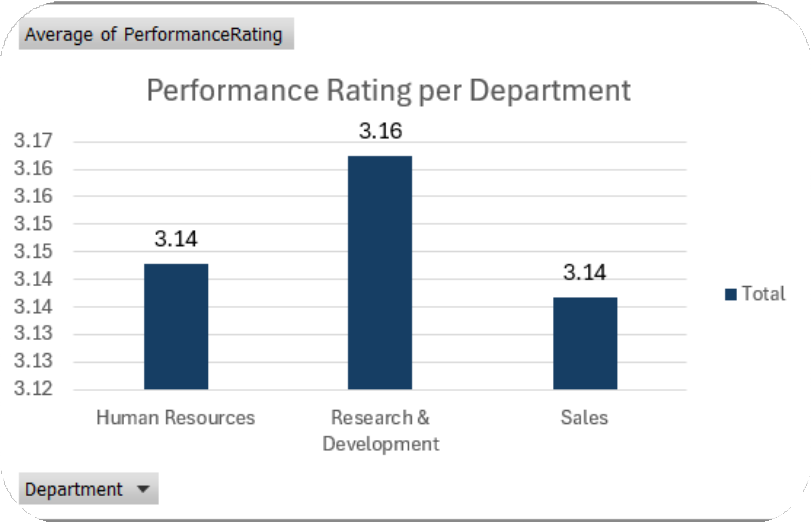 Average of PerformanceRating
Performance Rating per Department
3.17
3.16
3.16
3.15
3.15
3.14
3.14
3.13
3.13
3.12
3.16
3.14
3.14
Total
Human Resources
Research &
Development
Sales
Department